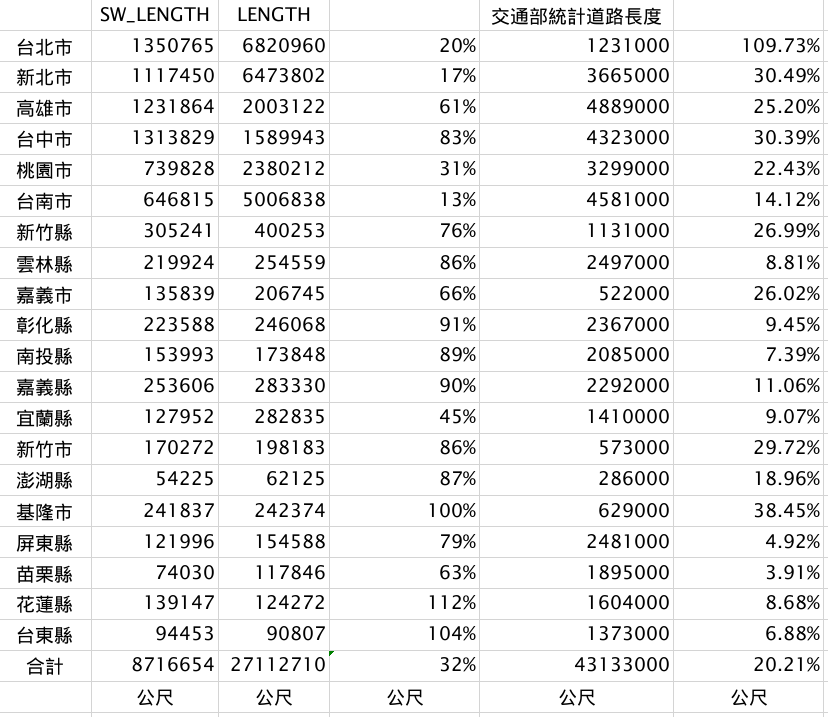 SW_LENGTH LENGTH 交通部統計道路長度
台北市 1350765 6820960 20% 1231000 109.73%
新北市 1117450 6473802 17% 3665000 30.49%
高雄市 1231864 2003122 61% 4889000 25.20%
台中市 1313829 1589943 83% 4323000 30.39%
桃園市 739828 2380212 31% 3299000 22.43%
台南市 646815 5006838 13% 4581000 14.12%
新竹縣 305241 400253 76% 1131000 26.99%
雲林縣 219924 254559 86% 2497000 8.81%
嘉義市 135839 206745 66% 522000 26.02%
彰化縣 223588 246068 91% 2367000 9.45%
南投縣 153993 173848 89% 2085000 7.39%
嘉義縣 253606 283330 90% 2292000 11.06%
宜蘭縣 127952 282835 45% 1410000 9.07%
新竹市 170272 198183 86% 573000 29.72%
澎湖縣 54225 62125 87% 286000 18.96%
基隆市 241837 242374 100% 629000 38.45%
屏東縣 121996 154588 79% 2481000 4.92%
苗栗縣 74030 117846 63% 1895000 3.91%
花蓮縣 139147 124272 112% 1604000 8.68%
台東縣 94453 90807 104% 1373000 6.88%
合計 8716654 27112710 32% 43133000 20.21%
公尺 公尺 公尺 公尺 公尺